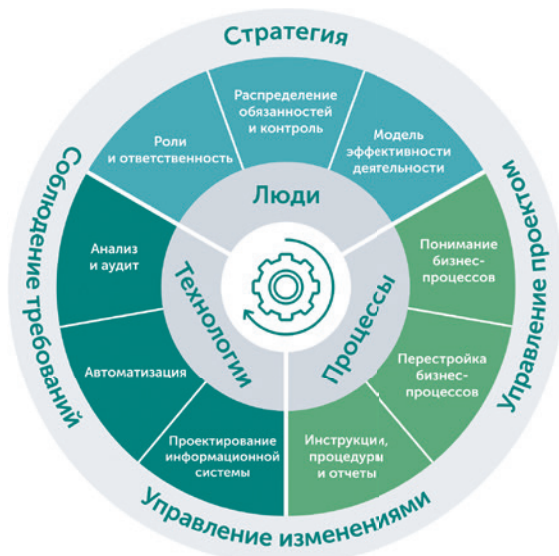 Стратегия
Распределение
обязанностей
и контроль
Роли
и ответственность
Модель
эффективности
деятельности
Люди
Соблюдение требований
Управление проектом
Анализ
и аудит
Технологии
Процессы
Понимание
бизнес-
процессов
Автоматизация
Перестройка
бизнес-
процессов
Проектирование
информационной
системы
Инструкции,
процедуры
и отчеты
Управление изменениями